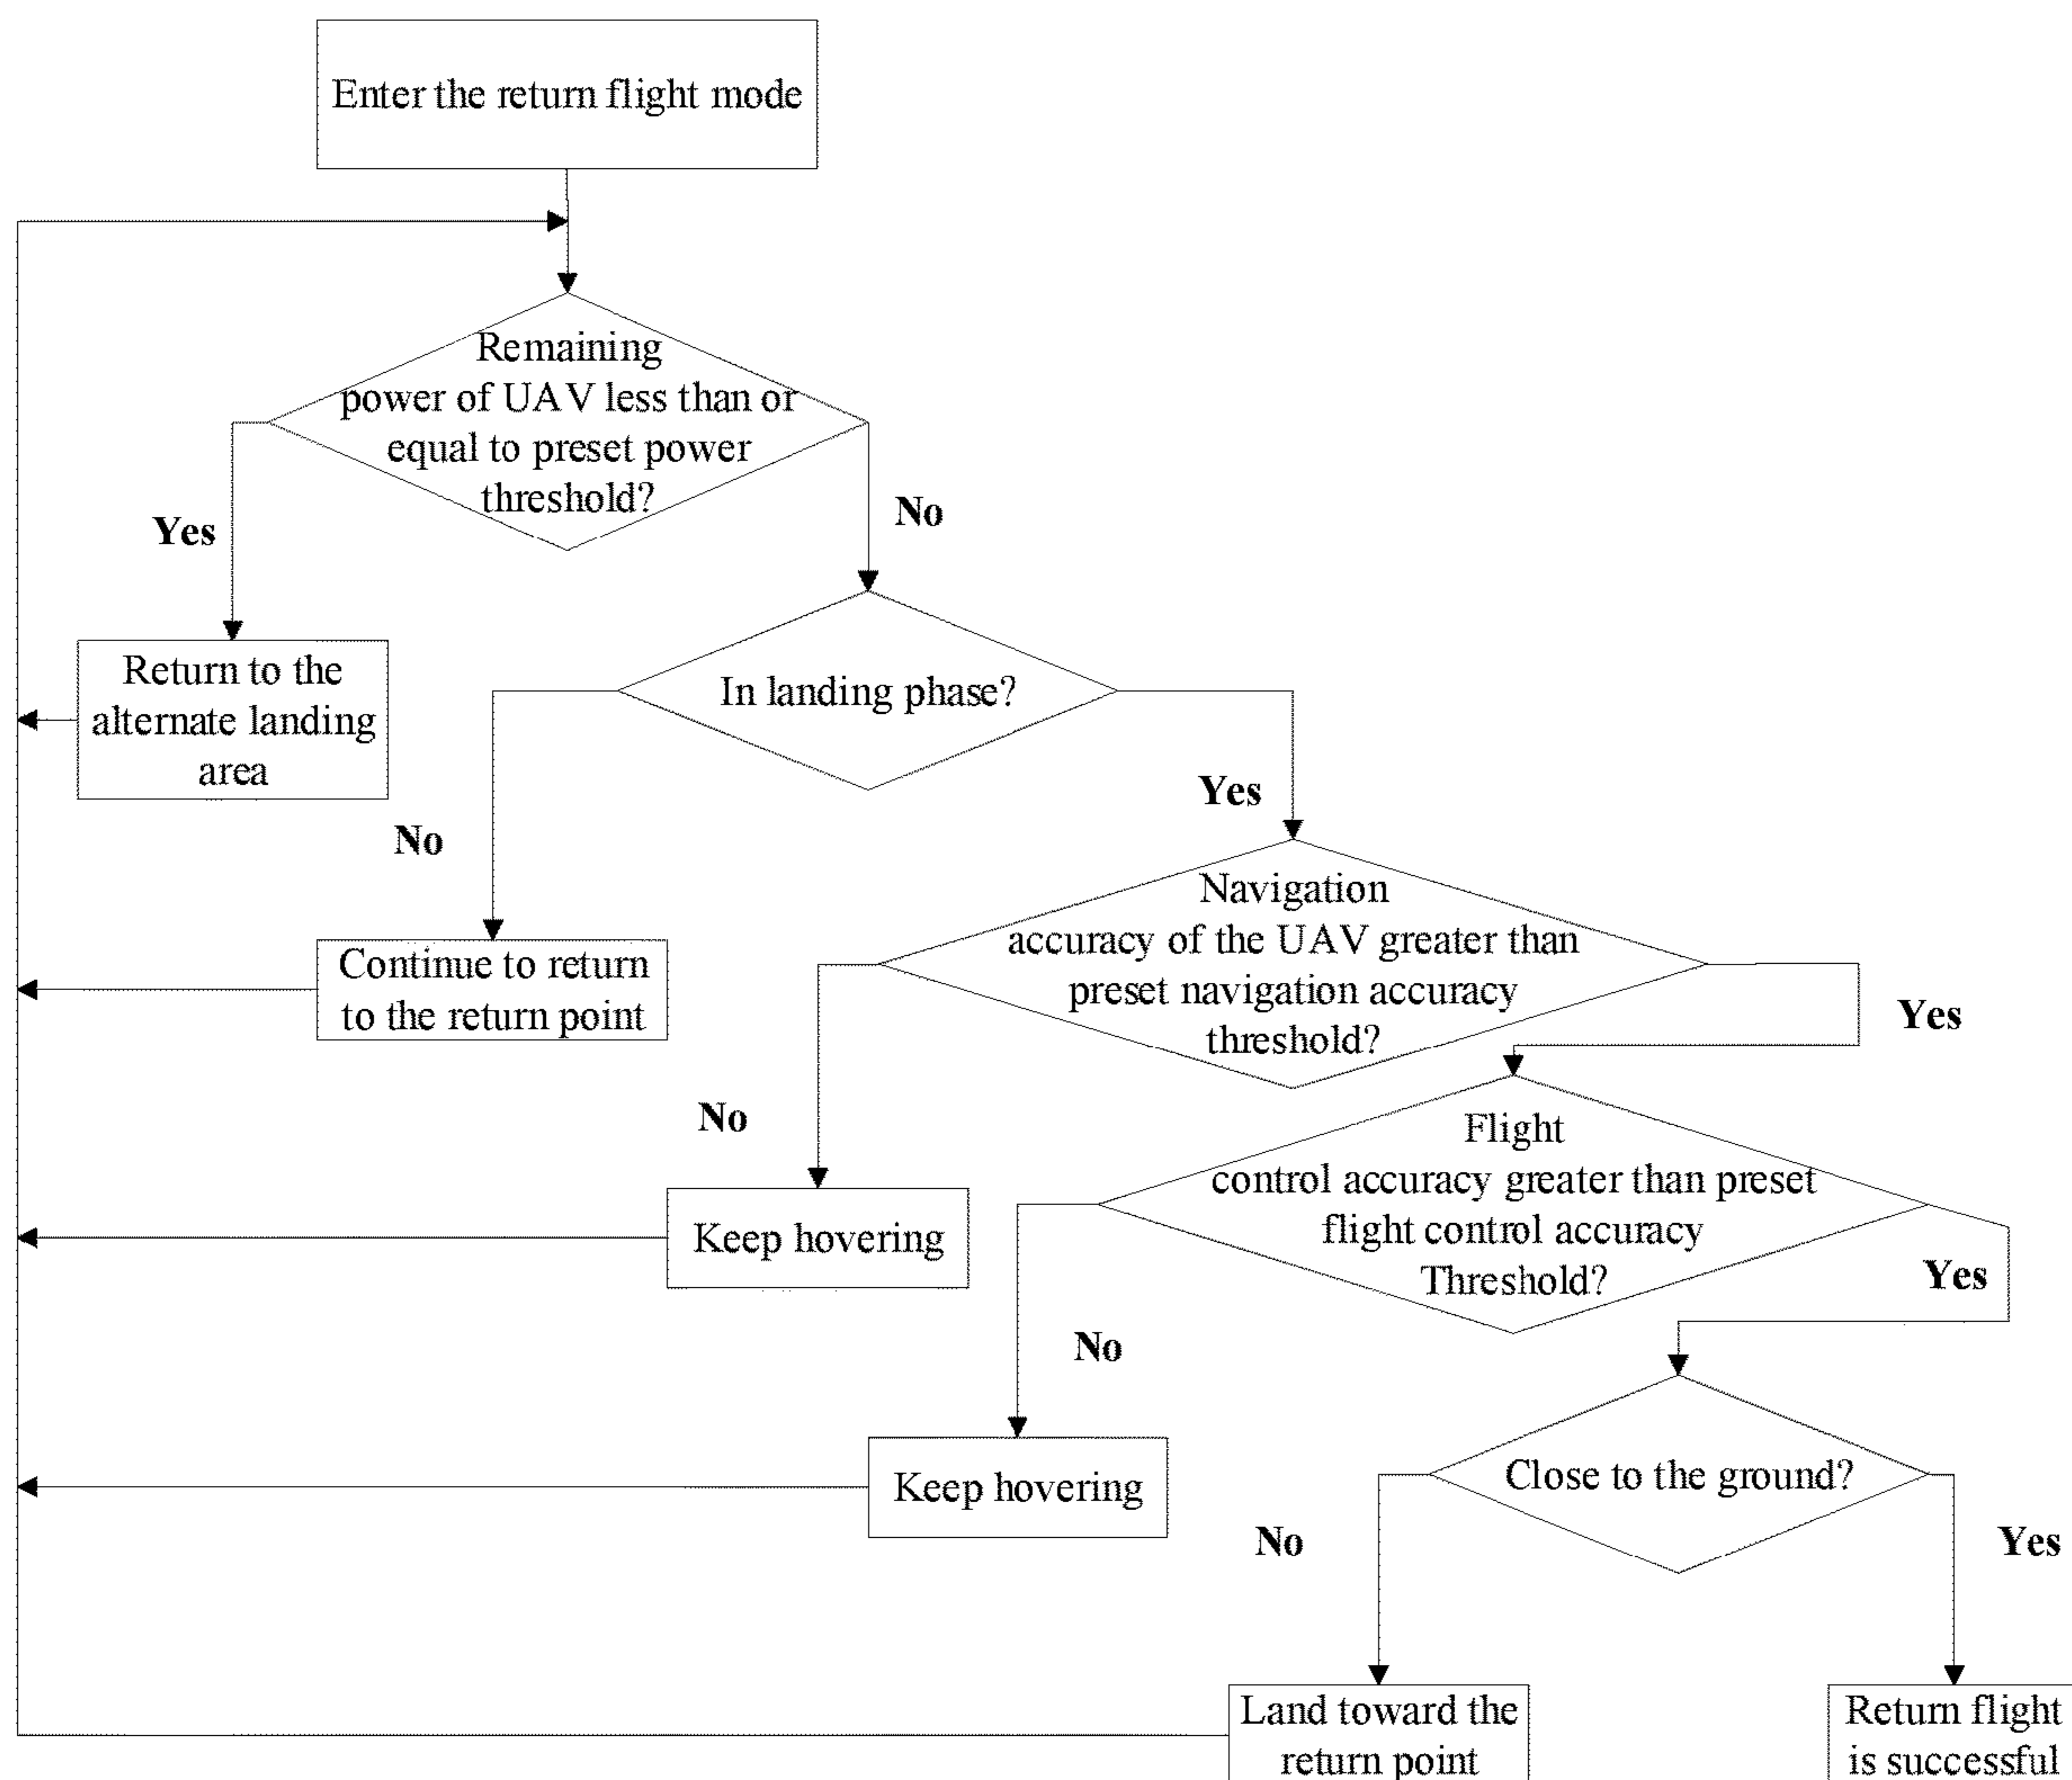 Enter the return flight mode
Remaining
power of UAV less than or
equal to preset power
threshold?
Yes
No
Return to the
alternate landing
area
In landing phase?
No
Yes
Continue to return
to the return point
Navigation
accuracy of the UAV greater than
preset navigation accuracy
threshold?
Yes
No
Keep hovering
Flight
control accuracy greater than preset
flight control accuracy
Threshold?
Yes
No
Keep hovering
Close to the ground?
No
Yes
Land toward the
return point
Return flight
is successful